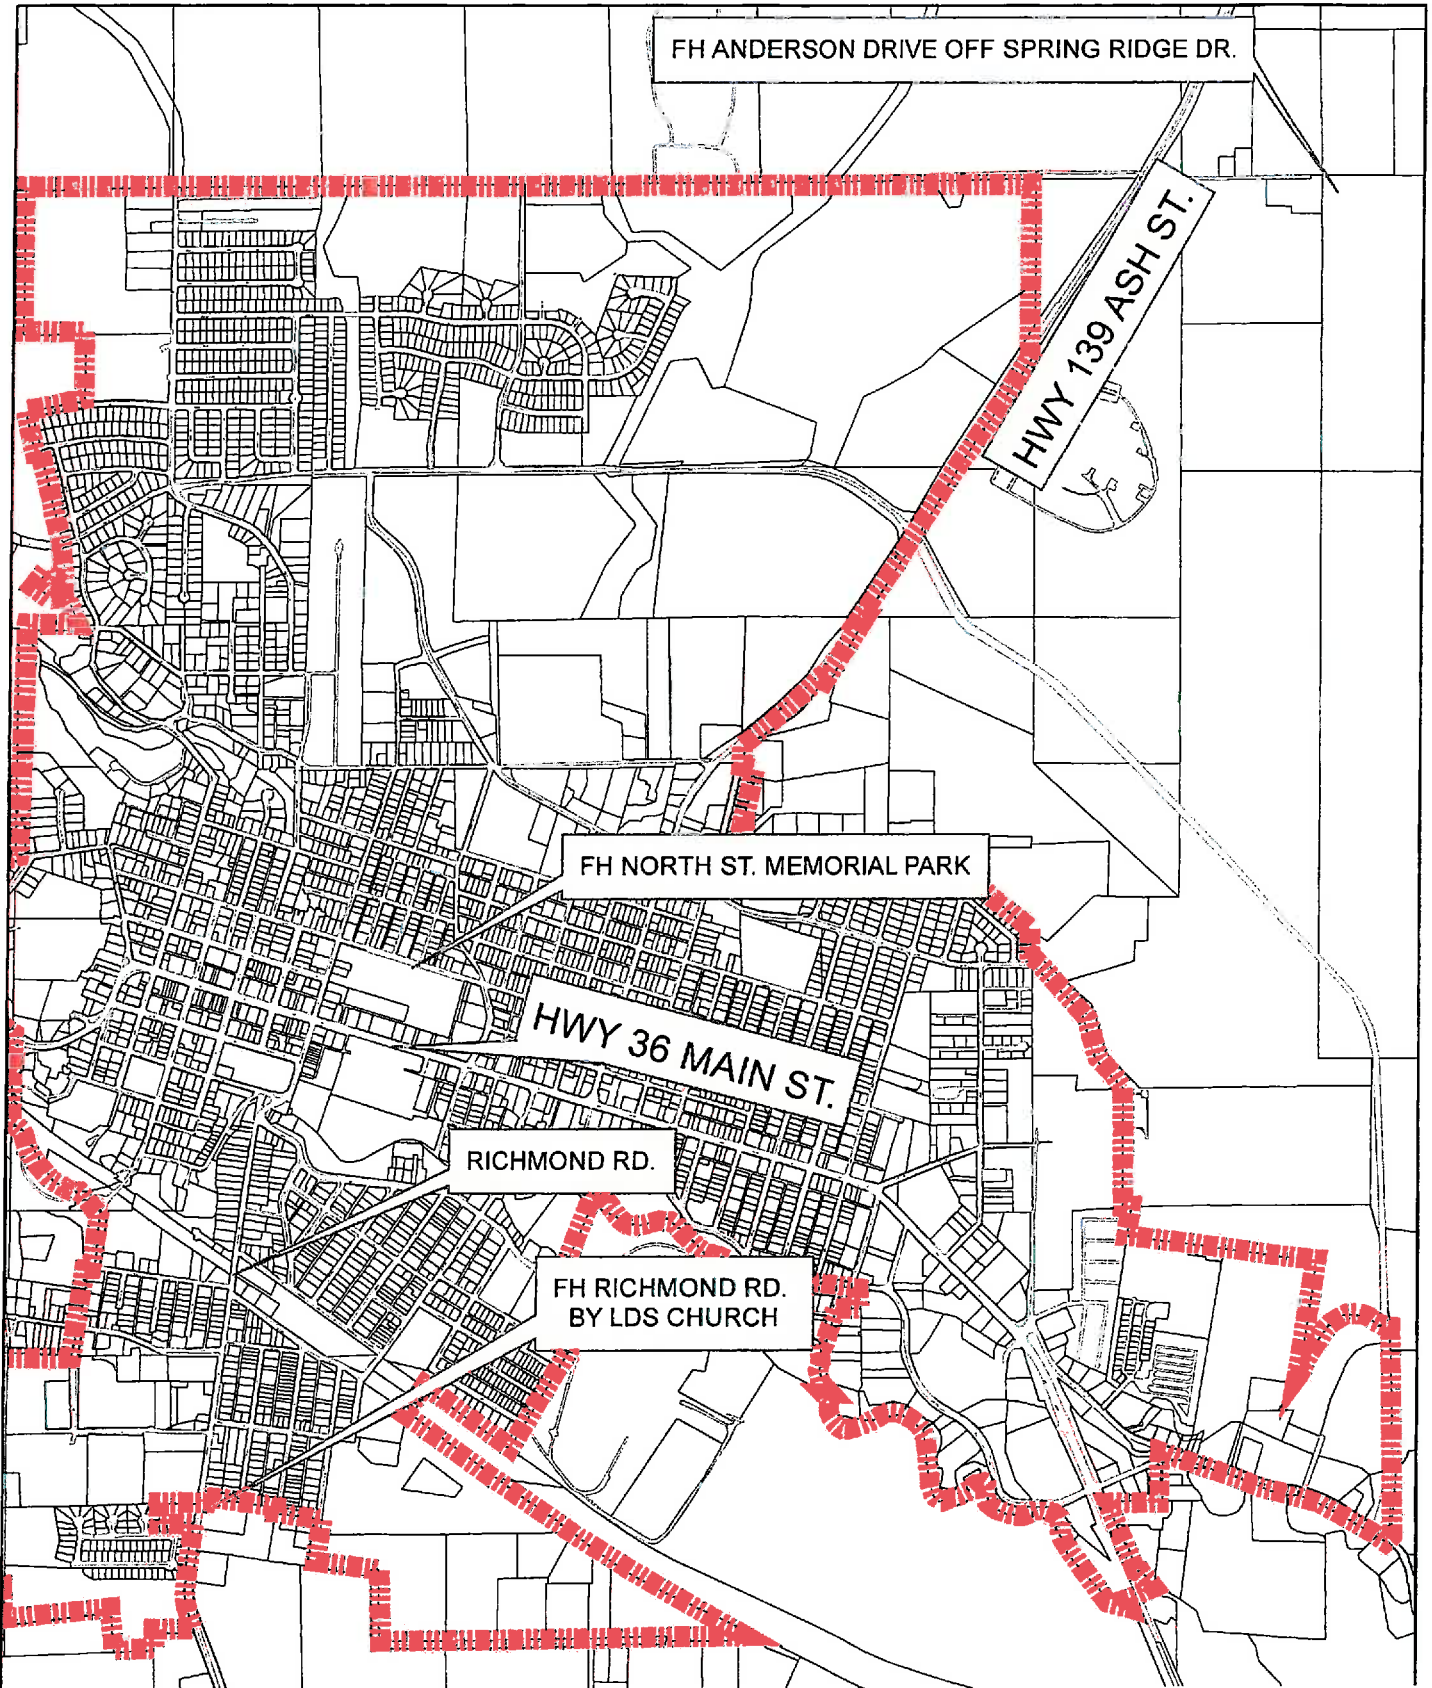 FH ANDERSON DRIVE OFF SPRING RIDGE DR.
HWY 139 ASH ST.
FH NORTH ST. MEMORIAL PARK
HWY 36 MAIN ST.
RICHMOND RD.
FH RICHMOND RD.
BY LDS CHURCH